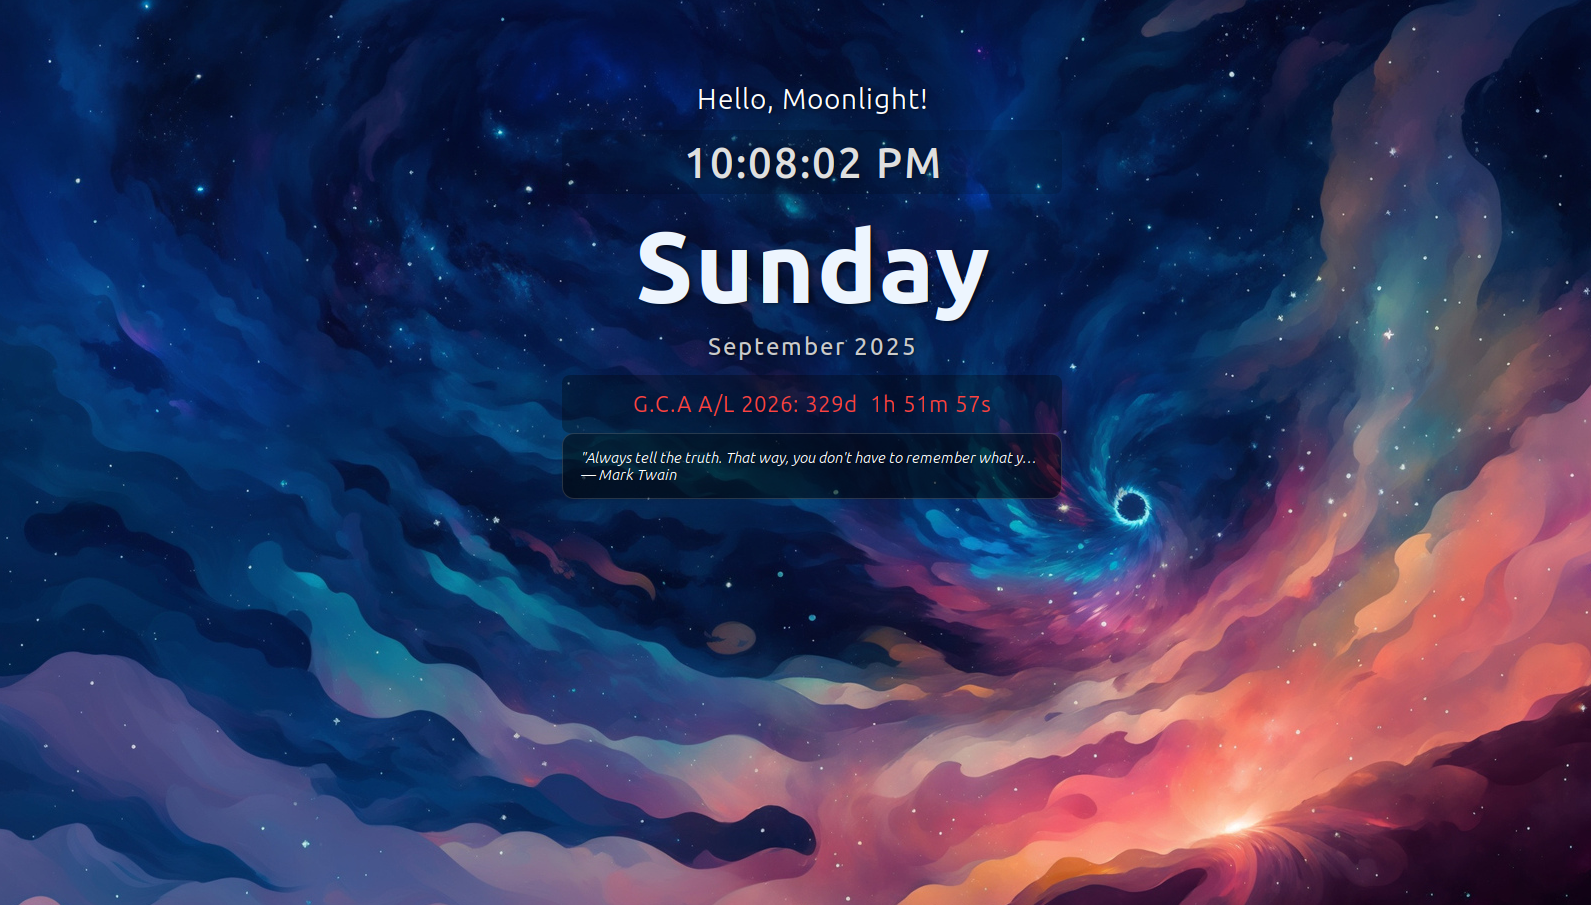 Hello, Moonlight!
10:08:02 PM
Sunday
September 2025
G.C.A A/L 2026: 329d 1h 51m 57s
"Always tell the truth. That way, you don't have to remember what y…
— Mark Twain